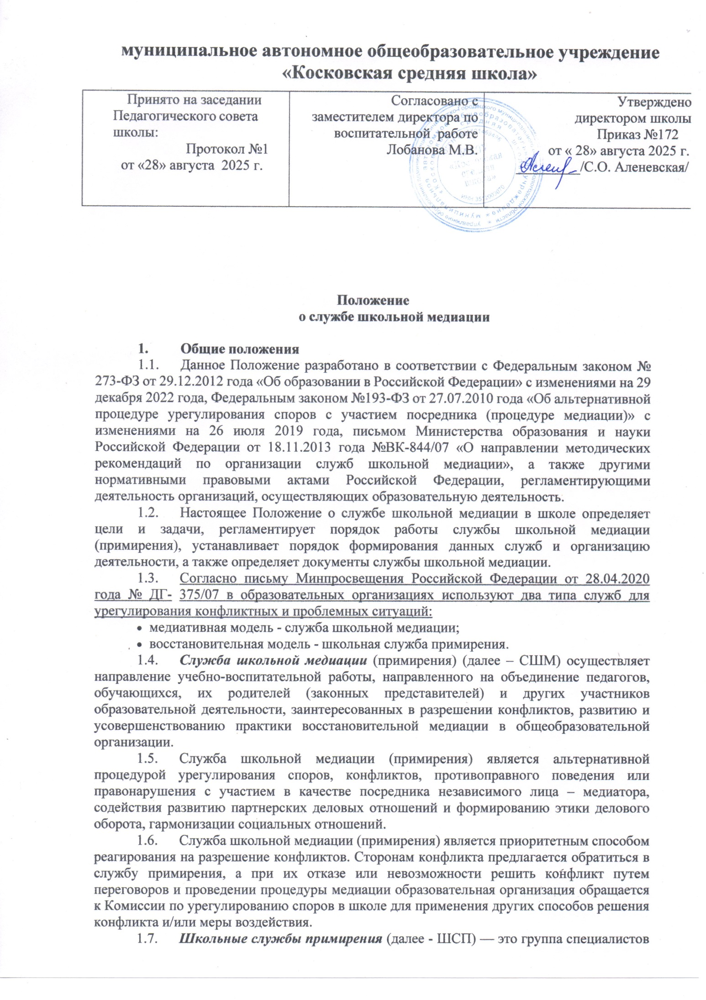 муниципальное автономное общеобразовательное учреждение
«Косковская средняя школа»
Принято на заседании
Педагогического совета
школы:
Протокол №1
от «28» августа 2025 г.
Согласовано с
заместителем директора по
воспитательной работе
Лобанова М.В.
Утверждено
директором школы
Приказ №172
от « 28» августа 2025 г.
/С.О. Аленевская/
Положение
о службе школьной медиации
1. Общие положения
1.1. Данное Положение разработано в соответствии с Федеральным законом №
273-ФЗ от 29.12.2012 года «Об образовании в Российской Федерации» с изменениями на 29
декабря 2022 года, Федеральным законом №193-ФЗ от 27.07.2010 года «Об альтернативной
процедуре урегулирования споров с участием посредника (процедуре медиации)» с
изменениями на 26 июля 2019 года, письмом Министерства образования и науки
Российской Федерации от 18.11.2013 года №ВК-844/07 «О направлении методических
рекомендаций по организации служб школьной медиации», а также другими
нормативными правовыми актами Российской Федерации, регламентирующими
деятельность организаций, осуществляющих образовательную деятельность.
1.2. Настоящее Положение о службе школьной медиации в школе определяет
цели и задачи, регламентирует порядок работы службы школьной медиации
(примирения), устанавливает порядок формирования данных служб и организацию
деятельности, а также определяет документы службы школьной медиации.
1.3. Согласно письму Минпросвещения Российской Федерации от 28.04.2020
года № ДГ- 375/07 в образовательных организациях используют два типа служб для
урегулирования конфликтных и проблемных ситуаций:
• медиативная модель - служба школьной медиации;
• восстановительная модель - школьная служба примирения.
1.4. Служба школьной медиации (примирения) (далее – СШМ) осуществляет
направление учебно-воспитательной работы, направленного на объединение педагогов,
обучающихся, их родителей (законных представителей) и других участников
образовательной деятельности, заинтересованных в разрешении конфликтов, развитию и
усовершенствованию практики восстановительной медиации в общеобразовательной
организации.
1.5. Служба школьной медиации (примирения) является альтернативной
процедурой урегулирования споров, конфликтов, противоправного поведения или
правонарушения с участием в качестве посредника независимого лица – медиатора,
содействия развитию партнерских деловых отношений и формированию этики делового
оборота, гармонизации социальных отношений.
1.6. Служба школьной медиации (примирения) является приоритетным способом
реагирования на разрешение конфликтов. Сторонам конфликта предлагается обратиться в
службу примирения, а при их отказе или невозможности решить конфликт путем
переговоров и проведении процедуры медиации образовательная организация обращается
к Комиссии по урегулированию споров в школе для применения других способов решения
конфликта и/или меры воздействия.
1.7. Школьные службы примирения (далее - ШСП) — это группа специалистов